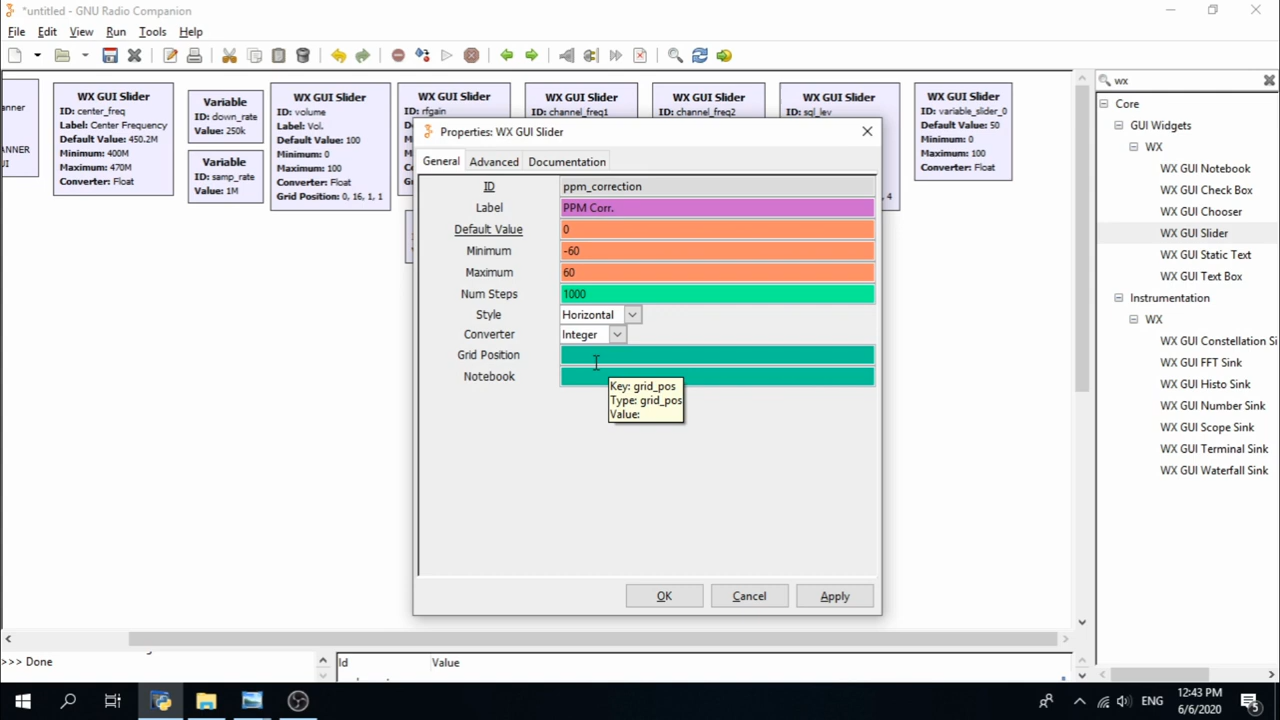 *untitled - GNU Radio Companion
File Edit View Run Tools Help
wx
anner
ANNER
UI
WX GUI Slider
ID: center_freq
Label: Center Frequency
Default Value: 450.2M
Minimum: 400M
Maximum: 470M
Converter: Float
Variable
ID: down_rate
Value: 250k
Variable
ID: samp_rate
Value: 1M
WX GUI Slider
ID: volume
Label: Vol.
Default Value: 100
Minimum: 0
Maximum: 100
Converter: Float
Grid Position: 0, 16, 1, 1
WX GUI Slider
ID: rfgain
WX GUI Slider
ID: channel_freq1
WX GUI Slider
ID: channel_freq2
WX GUI Slider
ID: sql_lev
, 4
WX GUI Slider
ID: variable_slider_0
Default Value: 50
Minimum: 0
Maximum: 100
Converter: Float
Properties: WX GUI Slider
General Advanced Documentation
ID ppm_correction
Label PPM Corr.
Default Value 0
Minimum -60
Maximum 60
Num Steps 1000
Style Horizontal
Converter Integer
Grid Position
Notebook
Key: grid_pos
Type: grid_pos
Value:
OK Cancel Apply
Core
GUI Widgets
WX
WX GUI Notebook
WX GUI Check Box
WX GUI Chooser
WX GUI Slider
WX GUI Static Text
WX GUI Text Box
Instrumentation
WX
WX GUI Constellation Si
WX GUI FFT Sink
WX GUI Histo Sink
WX GUI Number Sink
WX GUI Scope Sink
WX GUI Terminal Sink
WX GUI Waterfall Sink
>>> Done
Id Value
ENG
12:43 PM
6/6/2020
5